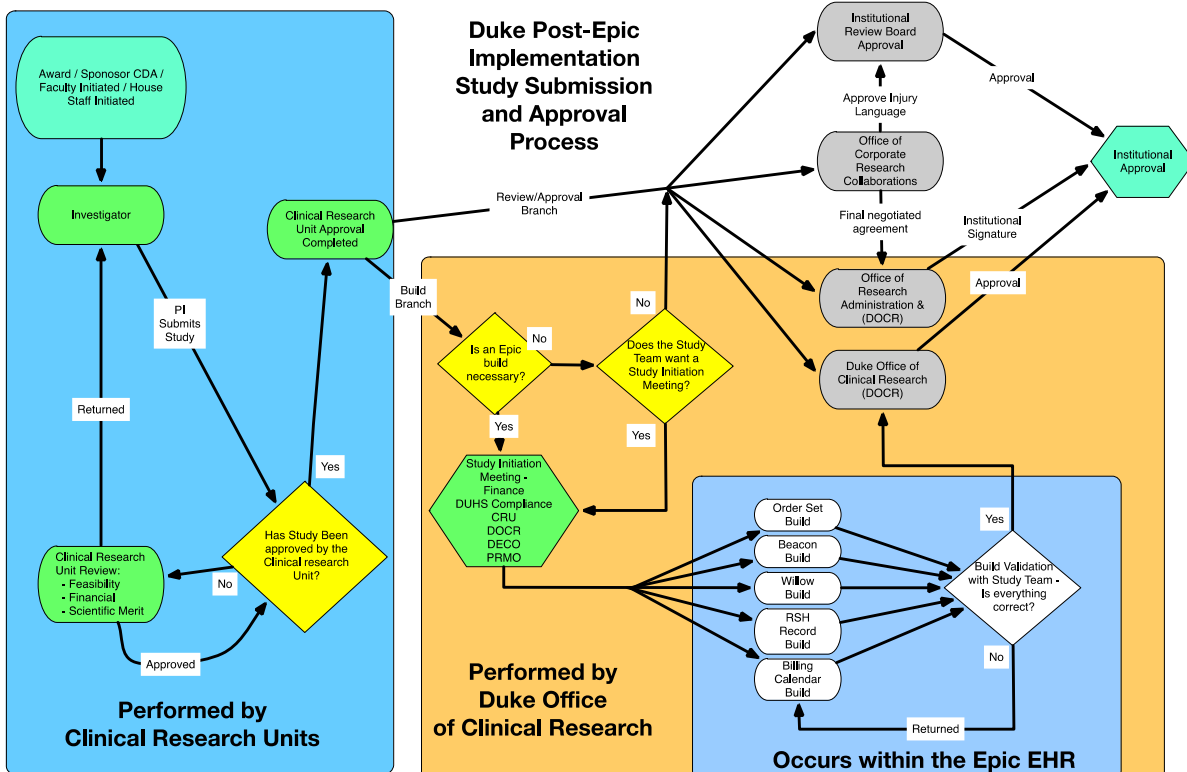 Duke Post-Epic
Implementation
Study Submission
and Approval
Process
Award / Sponosor CDA /
Faculty Initiated / House
Staff Initiated
Investigator
PI
Submits
Study
Returned
Clinical Research
Unit Approval
Completed
Yes
Has Study Been
approved by the
Clinical research
Unit?
No
Clinical Research
Unit Review:
- Feasibility
- Financial
- Scientific Merit
Approved
Performed by
Clinical Research Units
Review/Approval
Branch
Build
Branch
Institutional
Review Board
Approval
Approval
Approve Injury
Language
Office of
Corporate
Research
Collaborations
Institutional
Approval
Final negotiated
agreement
Institutional
Signature
Office of
Research
Administration &
(DOCR)
Approval
Duke Office of
Clinical Research
(DOCR)
Is an Epic
build
necessary?
No
No
Does the Study
Team want a
Study Initiation
Meeting?
Yes
Yes
Study Initiation
Meeting -
Finance
DUHS Compliance
CRU
DOCR
DECO
PRMO
Order Set
Build
Beacon
Build
Willow
Build
RSH
Record
Build
Billing
Calendar
Build
Yes
Build Validation
with Study Team -
Is everything
correct?
No
Returned
Performed by
Duke Office
of Clinical Research
Occurs within the Epic EHR